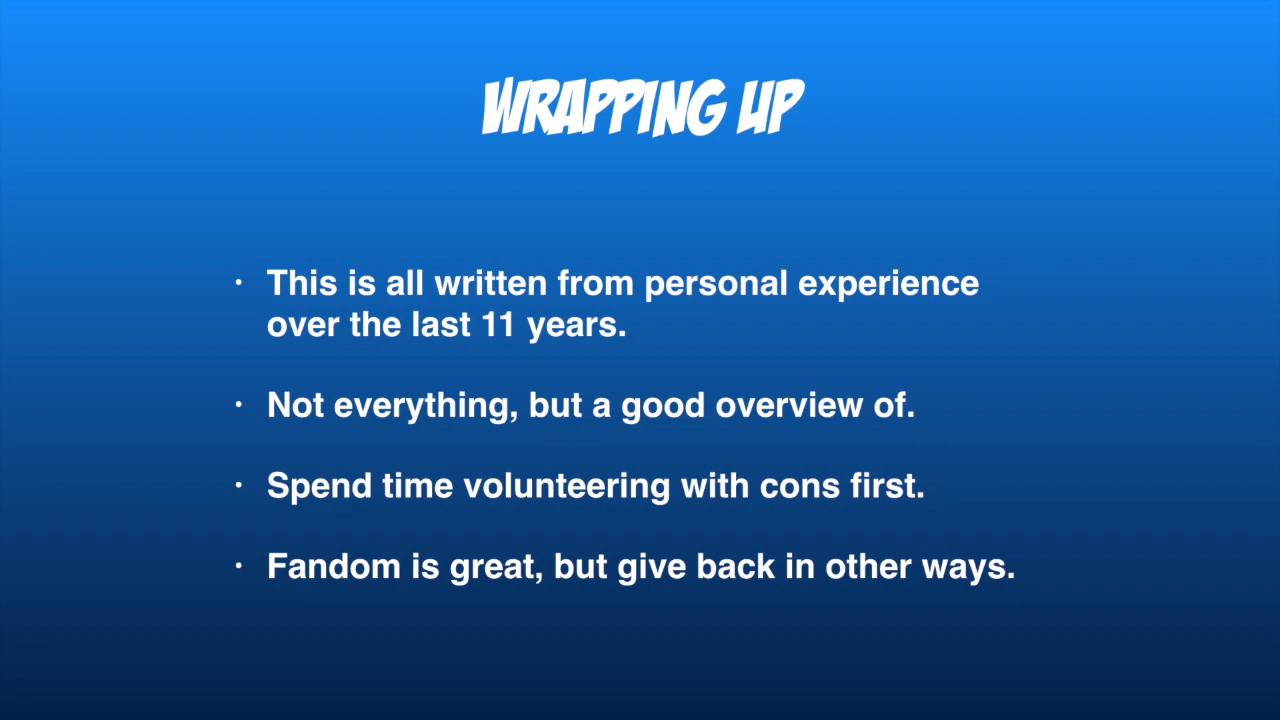 WRAPPING UP
• This is all written from personal experience
over the last 11 years.
• Not everything, but a good overview of.
• Spend time volunteering with cons first.
• Fandom is great, but give back in other ways.